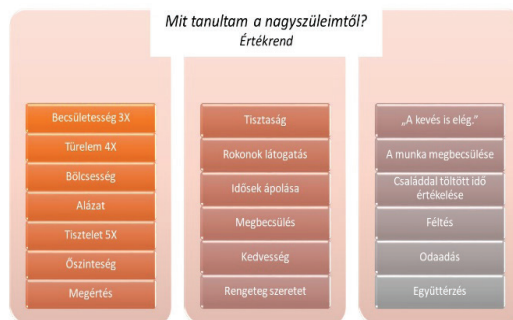 Mit tanultam a nagyszüleimtől?
Értékrend
Becsületesség 3X
Türelem 4X
Bölcsesség
Alázat
Tisztelet 5X
Őszinteség
Megértés
Tisztaság
Rokonok látogatás
Idősek ápolása
Megbecsülés
Kedvesség
Rengeteg szeretet
„A kevés is elég.”
A munka megbecsülése
Családdal töltött idő
értékelése
Féltés
Odaadás
Együttérzés